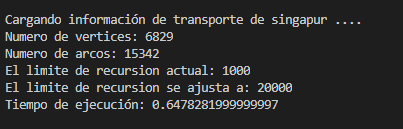 Cargando información de transporte de singapur ....
Numero de vertices: 6829
Numero de arcos: 15342
El limite de recursion actual: 1000
El limite de recursion se ajusta a: 20000
Tiempo de ejecución: 0.6478281999999997